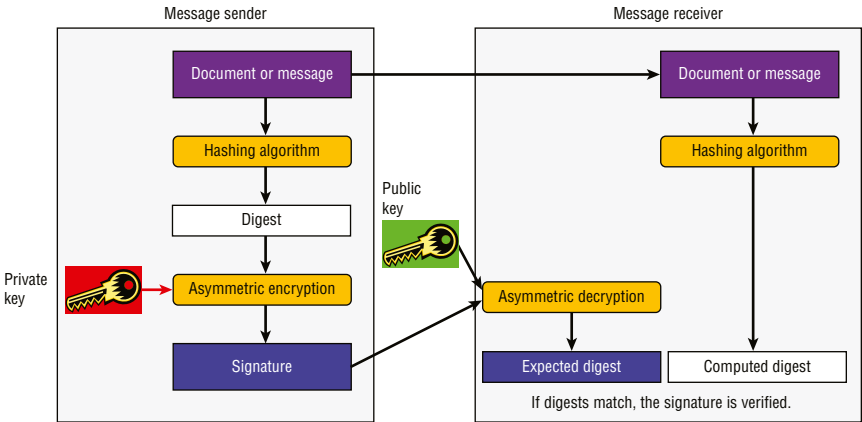 Message sender
Message receiver
Document or message
Document or message
Hashing algorithm
Hashing algorithm
Public
key
Digest
Private
key
Asymmetric encryption
Asymmetric decryption
Signature
Expected digest
Computed digest
If digests match, the signature is verified.